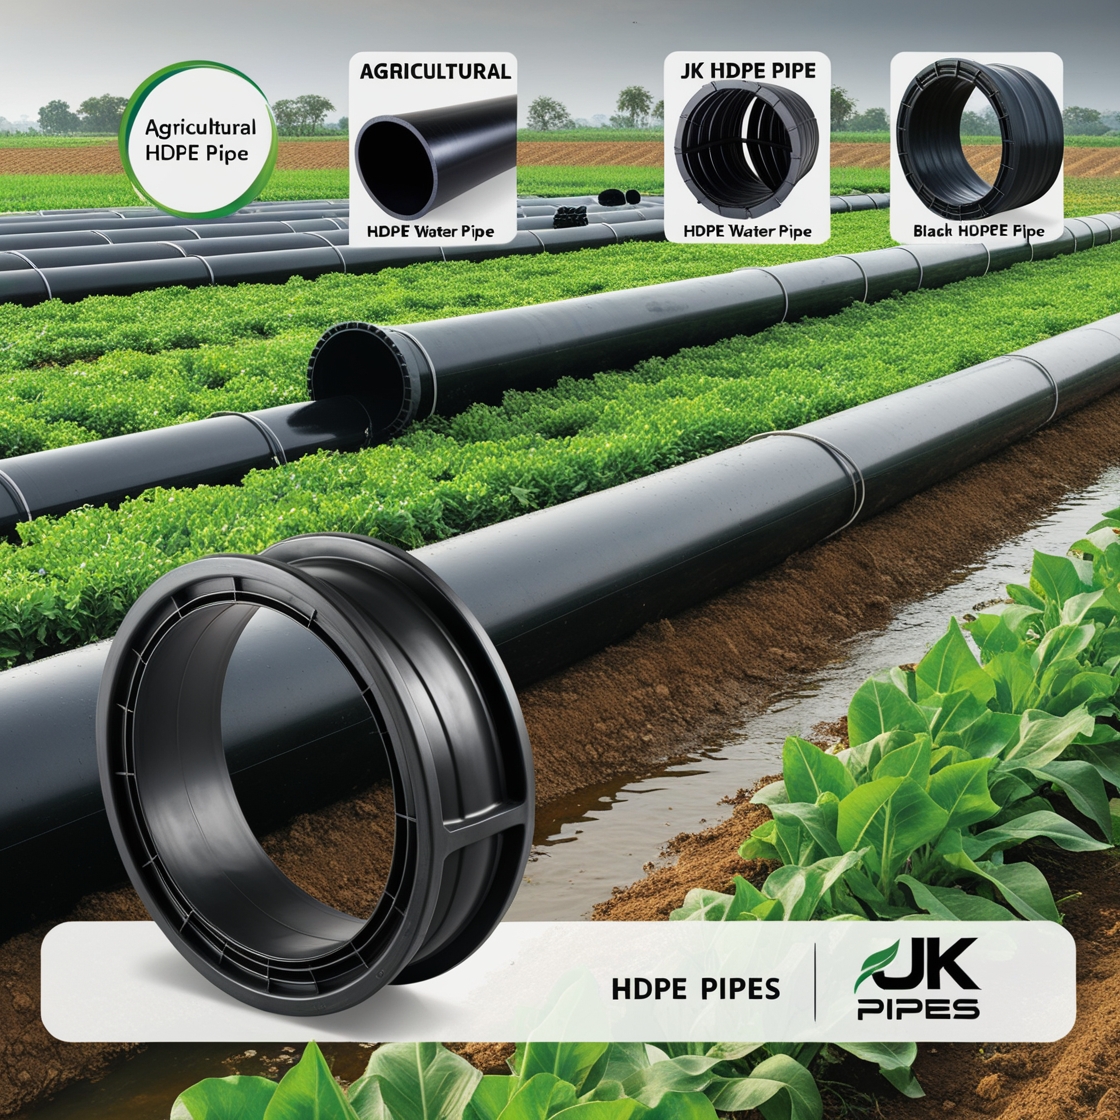 Agricultural
HDPE Pipe
AGRICULTURAL
HDPE Water Pipe
JK HDPE PIPE
HDPE Water Pipe
Black HDPEE Pipe
HDPE PIPES
JK
PIPES